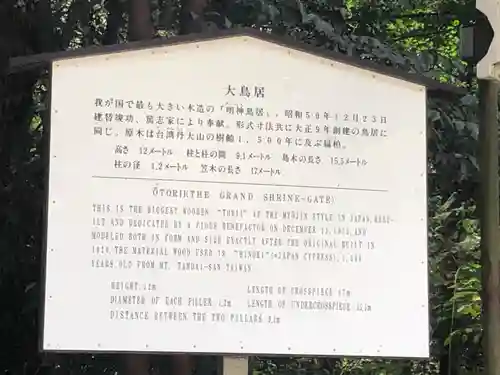 大鳥居
我が国で最も大きい木造の『明神鳥居』、昭和50年12月23日
建替竣功、篤志家により奉献。形式寸法共に大正9年創建の鳥居に
同じ。原木は台湾丹大山の樹齢1,500年に及ぶ扁柏。
高さ 12メートル 柱と柱の間 9.1メートル 島木の長さ 15.5メートル
柱の径 1.2メートル 笠木の長さ 17メートル
ŌTORII(THE GRAND SHRINE-GATE)
THIS IS THE BIGGEST WOODEN "TORII" OF THE MYOJIN STYLE IN JAPAN,
ILT AND DEDICATED BY A PIOUS BENEFACTOR ON DECEMBER 23,1975,AND
MODELED BOTH IN FORM AND SIZE EXACTLY AFTER THE ORIGINAL BUILT IN
1920.THE MATERIAL WOOD USED IS "HINOKI"(JAPAN CYPRESS),1,500
YEARS OLD FROM MT. TANDAI-SAN TAIWAN.
HEIGHT 12m LENGTH OF CROSSPIECE 17m
DIAMETER OF EACH PILLER 1.2m LENGTH OF UNDERCROSSPIECE
DISTANCE BETWEEN THE TWO PILLARS 9.1m